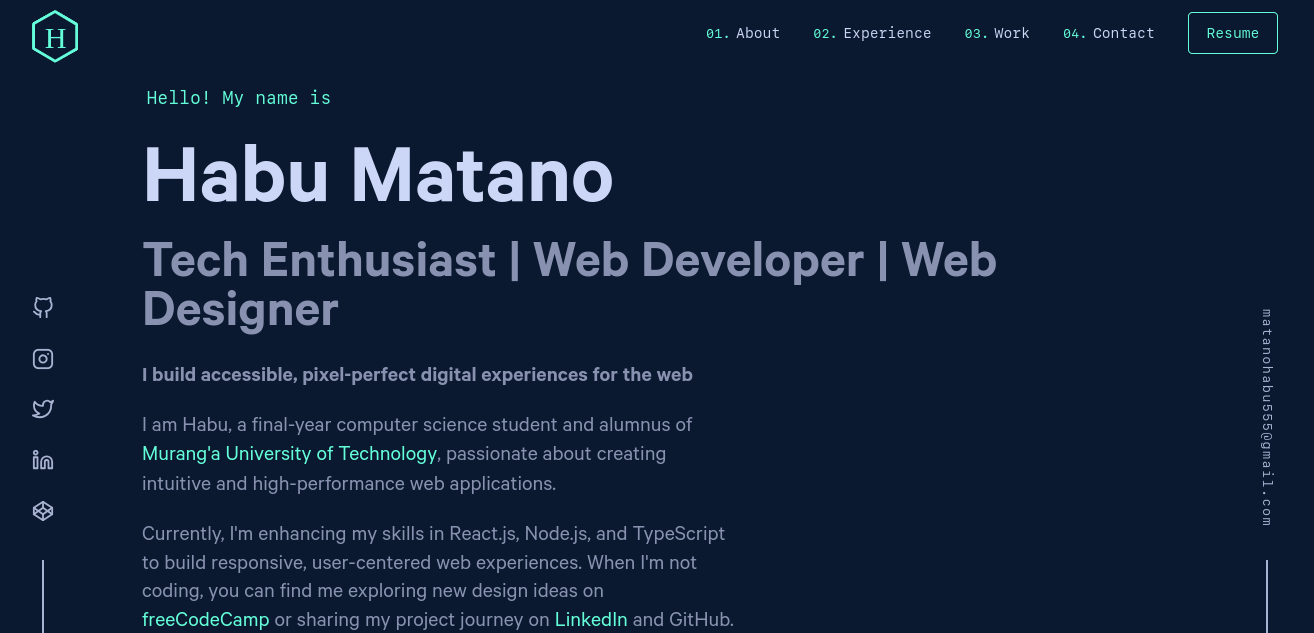 H
01. About 02. Experience 03. Work 04. Contact Resume
Hello! My name is
Habu Matano
Tech Enthusiast | Web Developer | Web
Designer
I build accessible, pixel-perfect digital experiences for the web
I am Habu, a final-year computer science student and alumnus of
Murang'a University of Technology, passionate about creating
intuitive and high-performance web applications.
Currently, I'm enhancing my skills in React.js, Node.js, and TypeScript
to build responsive, user-centered web experiences. When I'm not
coding, you can find me exploring new design ideas on
freeCodeCamp or sharing my project journey on LinkedIn and GitHub.
matanohabu555@gmail.com